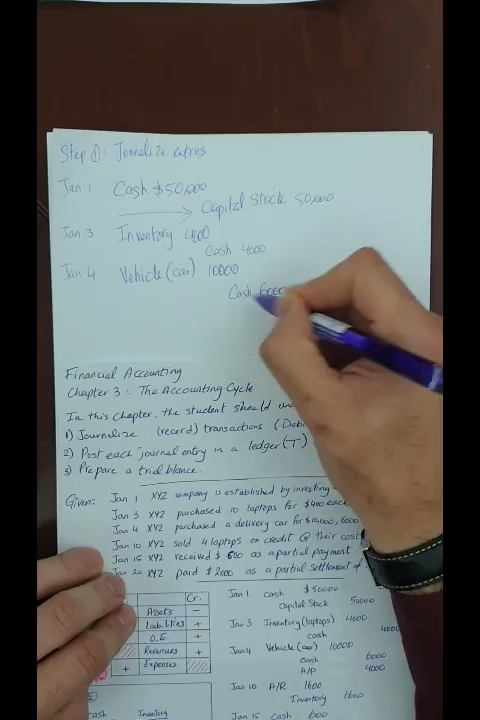 Step ①: Jornelize entries
Jan 1. Cash $50,000
Capital Stock 50,000
Jan 3 Inventory 4000
Cash 4000
Jan 4. Vehicle (car) 10000
Cash 6000
Financial Accounting
Chapter 3: The Accounting Cycle
In this chapter, the student should
1) Journelize (record) transactions
2) Post each journal entry in a ledger (T)
3) Prepare a trial blance.
Given: Jan 1 XYZ company is established by investing
Jan 3 XYZ purchased 10 laptops for $400 each
Jan 4 XYZ purchased a delivery car for $10,000, 6000
Jan 10 XYZ sold 4 laptops on credit @ their cost
Jan 15 XYZ received $ 600 as a partial payment
Jan 20 XYZ paid $2000 as a partial settlement of
Cr.
Assets −
Liabilities +
O.E. +
Revenues +
+ Expenses
Jan 1 cash $50000
Capital Stock 50000
Jan 3 Inventory (laptops) 4000
cash 4000
Jan 4 Vehicle (car) 10000
Cash 6000
A/P 4000
Jan 10 A/R 1600
Inventory 1600
Jan 15 Cash 600
cash Inventory